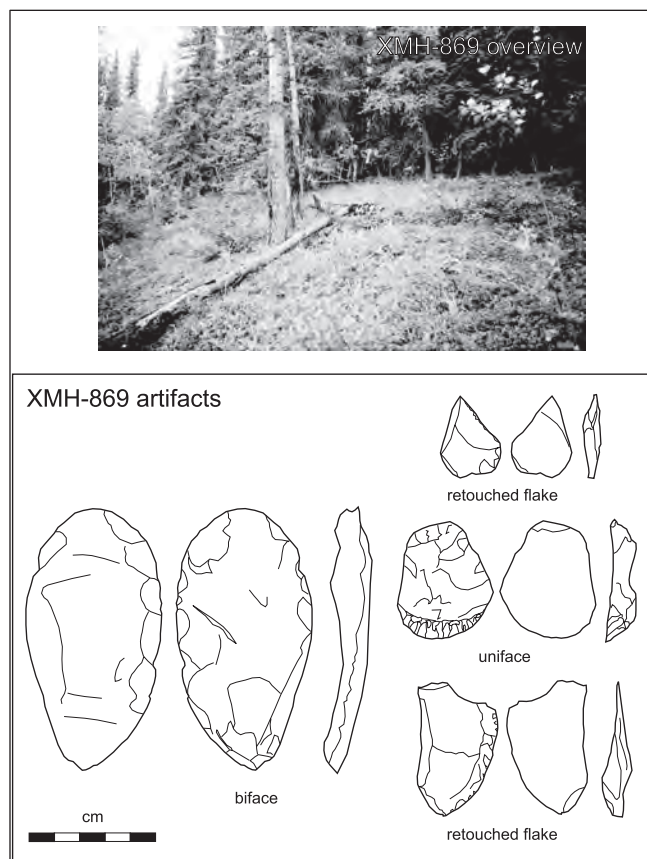 XMH-869 overview
XMH-869 artifacts
retouched flake
uniface
biface
cm
retouched flake